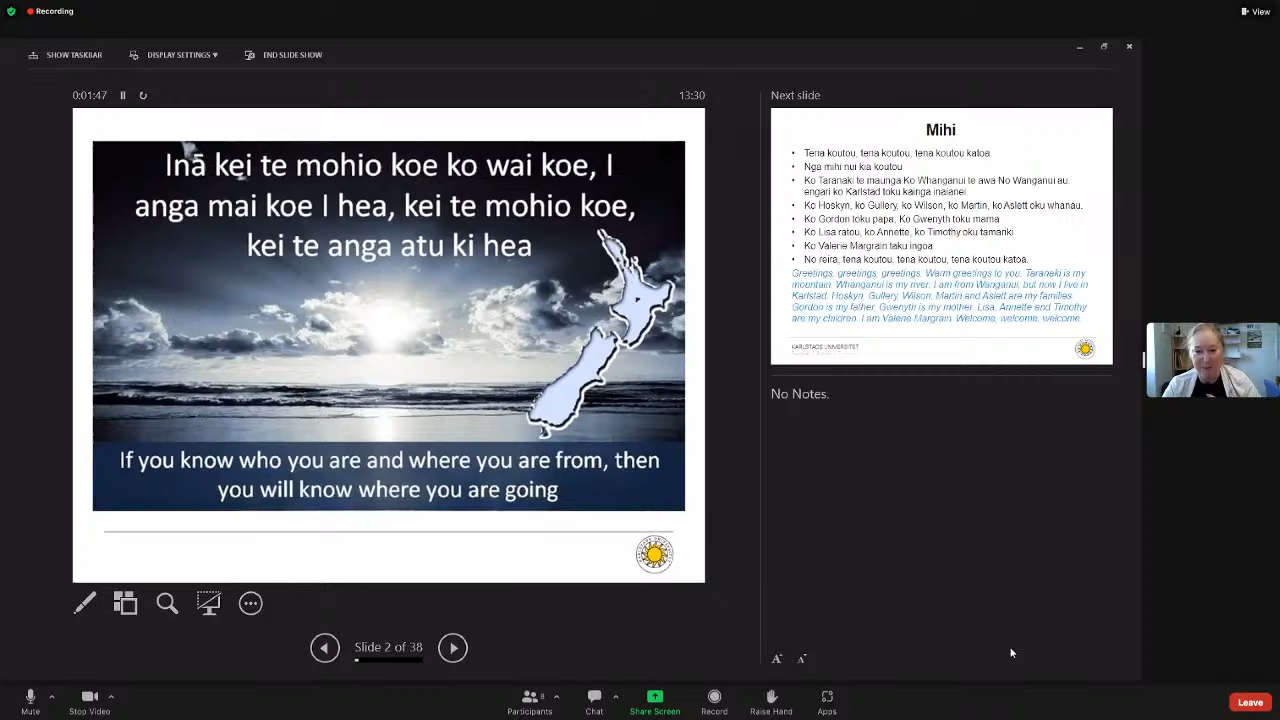 Recording
View
SHOW TASKBAR
DISPLAY SETTINGS
END SLIDE SHOW
0:01:47
13:30
Inā kei te mohio koe ko wai koe, I
anga mai koe I hea, kei te mohio koe,
kei te anga atu ki hea
If you know who you are and where you are from, then
you will know where you are going
Slide 2 of 38
Next slide
Mihi
• Tena koutou, tena koutou, tena koutou katoa
• Nga mihi nui kia koutou
• Ko Taranaki te maunga Ko Whanganui te awa No Wanganui au.
engari ko Karlstad toku kainga inaianei.
• Ko Hoskyn, ko Gullery, ko Wilson, ko Martin, ko Aslett oku whanau.
• Ko Gordon toku papa, Ko Gwenyth toku mama
• Ko Lisa ratou, ko Annette, ko Timothy oku tamariki
• Ko Valerie Margrain taku ingoa
• No reira, tena koutou, tena koutou, tena koutou katoa.
Greetings, greetings, greetings. Warm greetings to you. Taranaki is my
mountain. Whanganui is my river. I am from Wanganui, but now I live in
Karlstad. Hoskyn, Gullery, Wilson, Martin and Aslett are my families.
Gordon is my father, Gwenyth is my mother. Lisa, Annette and Timothy
are my children. I am Valerie Margrain. Welcome, welcome, welcome.
KARLSTADS UNIVERSITET
No Notes.
A A
Mute
Stop Video
Participants
8
Chat
Share Screen
Record
Raise Hand
Apps
Leave